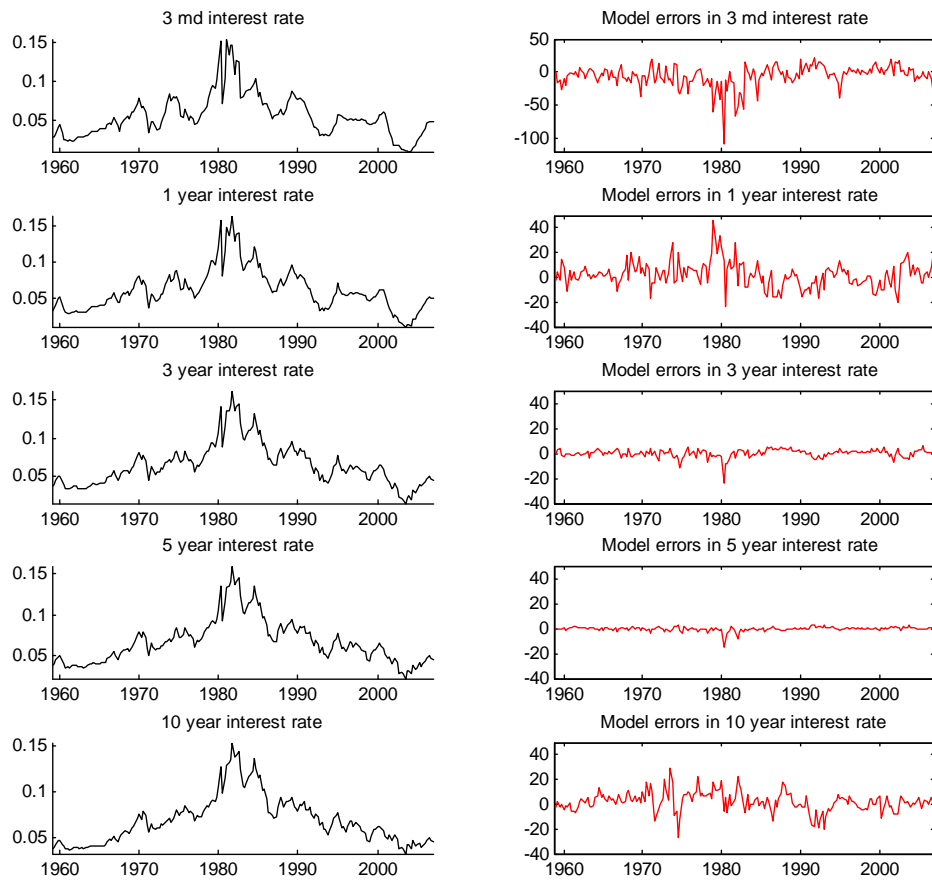 3 md interest rate
0.15
0.1
0.05
1960 1970 1980 1990 2000
Model errors in 3 md interest rate
50
0
-50
-100
1960 1970 1980 1990 2000
1 year interest rate
0.15
0.1
0.05
1960 1970 1980 1990 2000
Model errors in 1 year interest rate
40
20
0
-20
-40
1960 1970 1980 1990 2000
3 year interest rate
0.15
0.1
0.05
1960 1970 1980 1990 2000
Model errors in 3 year interest rate
40
20
0
-20
-40
1960 1970 1980 1990 2000
5 year interest rate
0.15
0.1
0.05
1960 1970 1980 1990 2000
Model errors in 5 year interest rate
40
20
0
-20
-40
1960 1970 1980 1990 2000
10 year interest rate
0.15
0.1
0.05
1960 1970 1980 1990 2000
Model errors in 10 year interest rate
40
20
0
-20
-40
1960 1970 1980 1990 2000